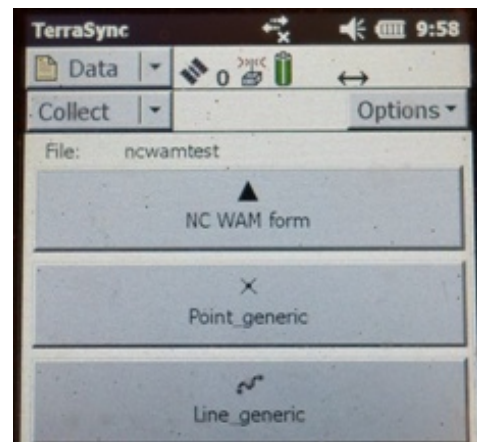 TerraSync 9:58
Data 0
Collect Options
File: ncwamtest
NC WAM form
Point_generic
Line_generic